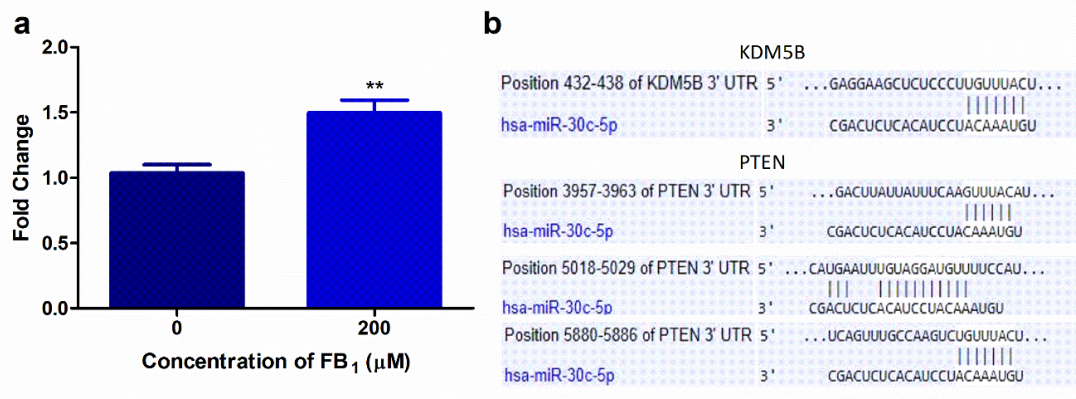 a
Fold Change
2.0
1.5
1.0
0.5
0.0
**
0
200
Concentration of FB1 (μM)
b
KDM5B
Position 432-438 of KDM5B 3' UTR 5' ...GAGGAAGCUCUCCCUUGUUUACU...
hsa-miR-30c-5p 3' CGACUCUCACAUCCUACAAAUGU
PTEN
Position 3957-3963 of PTEN 3' UTR 5' ...GACUUAUUAUUUCAAGUUUACAU...
hsa-miR-30c-5p 3' CGACUCUCACAUCCUACAAAUGU
Position 5018-5029 of PTEN 3' UTR 5' ...CAUGAAUUUGUAGGAUGUUUUCCAU...
hsa-miR-30c-5p 3' CGACUCUCACAUCCUACAAAUGU
Position 5880-5886 of PTEN 3' UTR 5' ...UCAGUUUGCCAAGUCUGUUUACU...
hsa-miR-30c-5p 3' CGACUCUCACAUCCUACAAAUGU